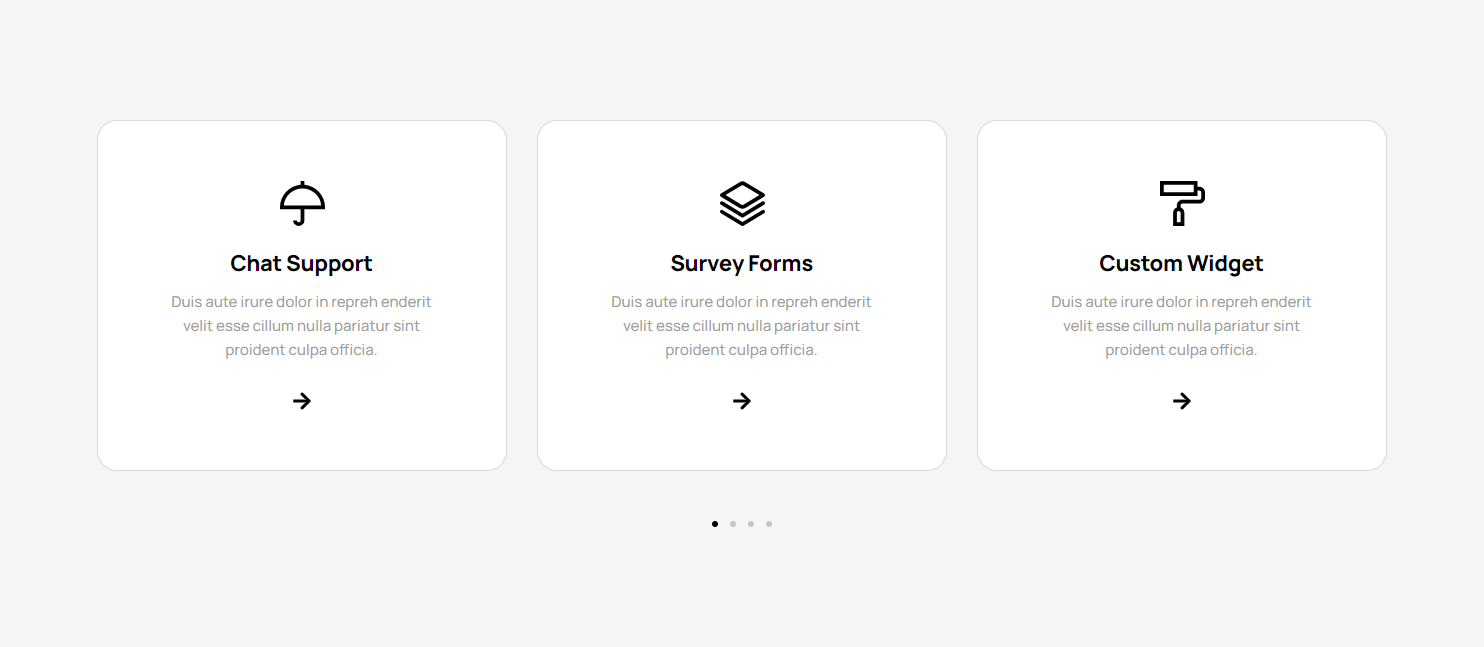 Chat Support
Duis aute irure dolor in repreh enderit
velit esse cillum nulla pariatur sint
proident culpa officia.
Survey Forms
Duis aute irure dolor in repreh enderit
velit esse cillum nulla pariatur sint
proident culpa officia.
Custom Widget
Duis aute irure dolor in repreh enderit
velit esse cillum nulla pariatur sint
proident culpa officia.